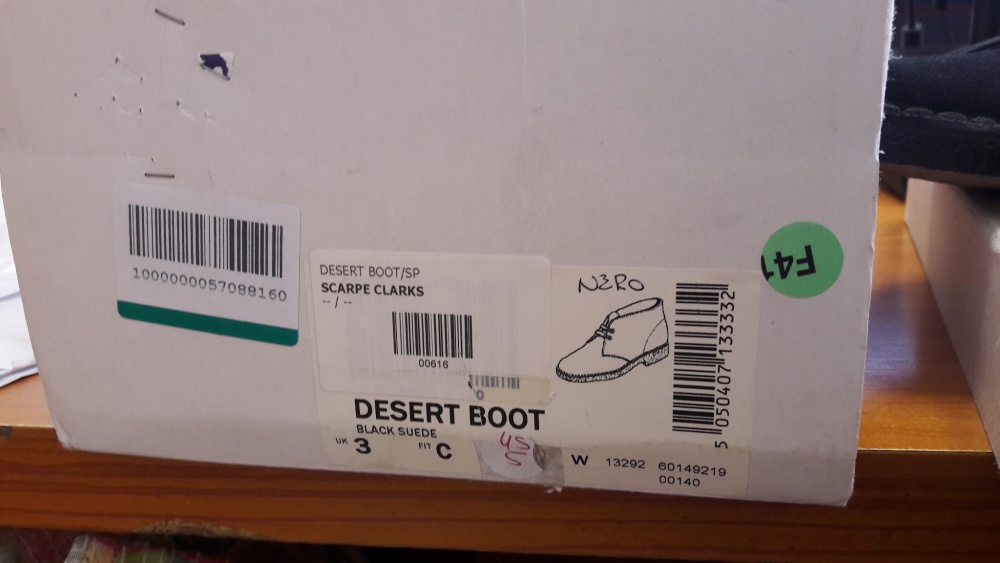 1000000057088160
DESERT BOOT/SP
SCARPE CLARKS
-- / --
00616
0
DESERT BOOT
BLACK SUEDE
UK 3 FIT C
NERO
5 050407 133332
W 13292 60149219
00140
F41